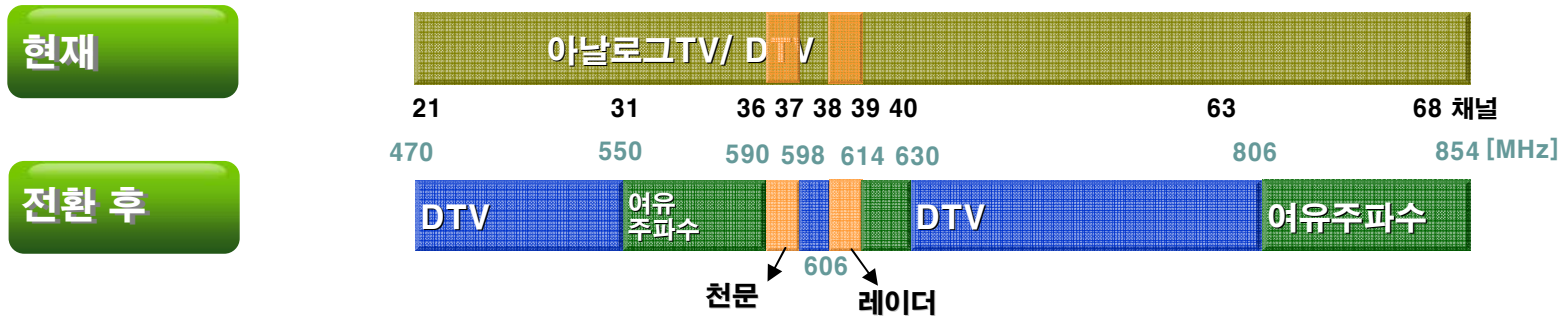 현재
아날로그TV/ DTV
21 31 36 37 38 39 40 63 68 채널
470 550 590 598 614 630 806 854 [MHz]
전환 후
DTV 여유 주파수 DTV 여유주파수
606
천문 레이더